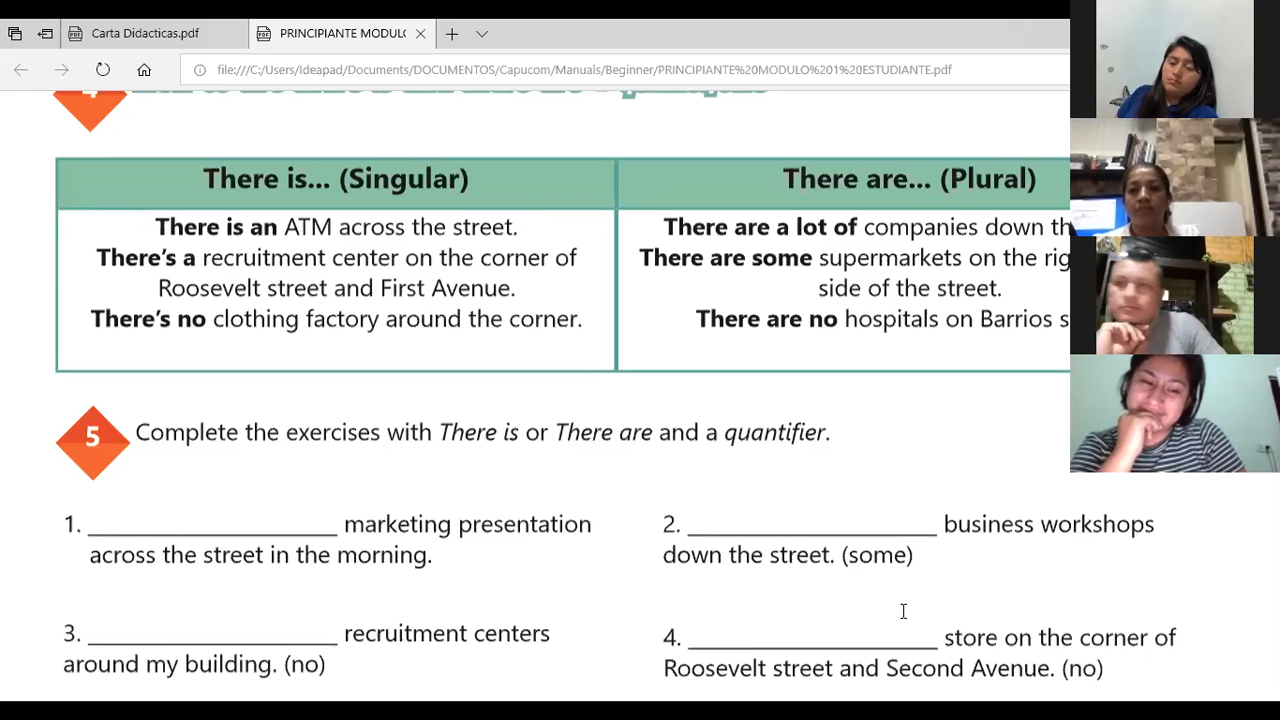 Carta Didacticas.pdf
PRINCIPIANTE MODULO
file:///C:/Users/Ideapad/Documents/DOCUMENTOS/Capucom/Manuals/Beginner/PRINCIPIANTE%20MODULO%201%20ESTUDIANTE.pdf
There is... (Singular)
There is an ATM across the street.
There's a recruitment center on the corner of
Roosevelt street and First Avenue.
There's no clothing factory around the corner.
There are... (Plural)
There are a lot of companies down
There are some supermarkets on the
side of the street.
There are no hospitals on Barrios
5 Complete the exercises with There is or There are and a quantifier.
1. ____________________ marketing presentation
across the street in the morning.
2. ____________________ business workshops
down the street. (some)
3. ____________________ recruitment centers
around my building. (no)
4. ____________________ store on the corner of
Roosevelt street and Second Avenue. (no)